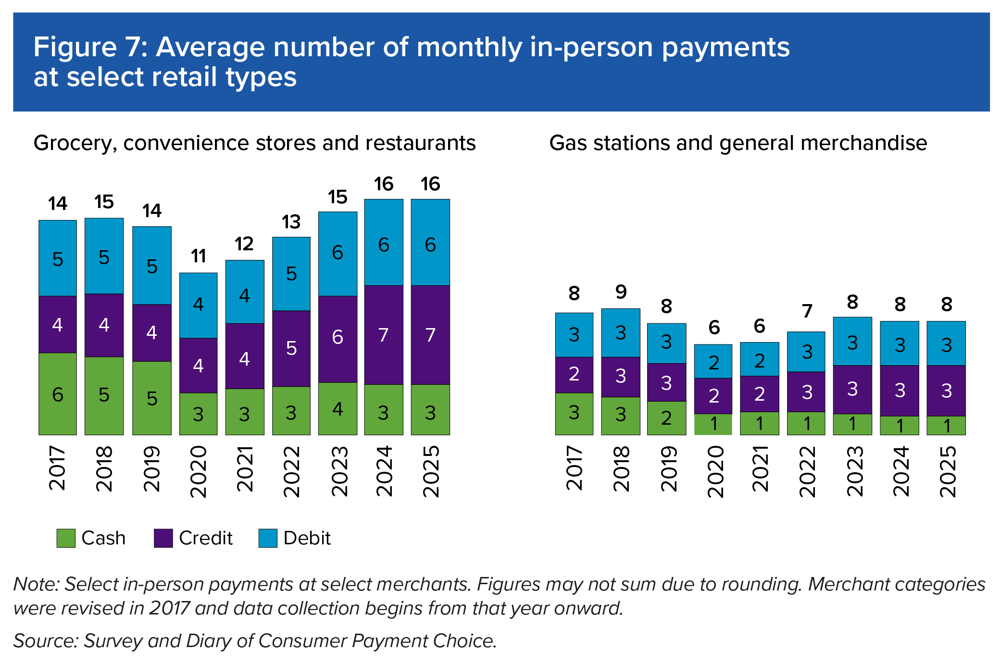 Figure 7: Average number of monthly in-person payments
at select retail types
Grocery, convenience stores and restaurants
14 15 14 11 12 13 15 16 16
5 5 5 4 4 5 6 6 6
4 4 4 4 4 5 6 7 7
6 5 5 3 3 3 4 3 3
2017 2018 2019 2020 2021 2022 2023 2024 2025
Gas stations and general merchandise
8 9 8 6 6 7 8 8 8
3 3 3 2 2 3 3 3 3
2 3 3 2 2 3 3 3 3
3 3 2 1 1 1 1 1 1
2017 2018 2019 2020 2021 2022 2023 2024 2025
Cash Credit Debit
Note: Select in-person payments at select merchants. Figures may not sum due to rounding. Merchant categories
were revised in 2017 and data collection begins from that year onward.
Source: Survey and Diary of Consumer Payment Choice.